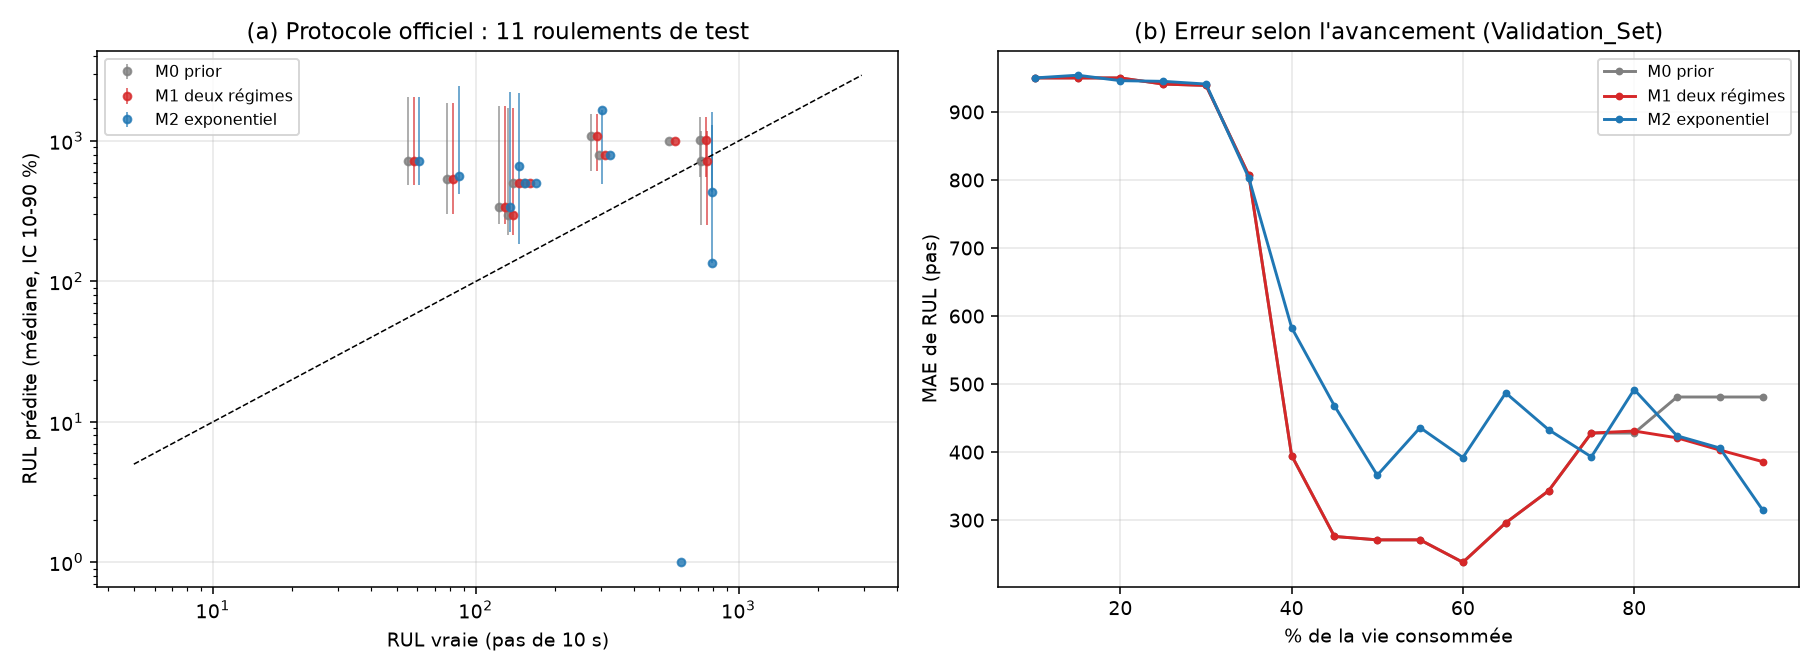 (a) Protocole officiel : 11 roulements de test
RUL prédite (médiane, IC 10-90 %)
10³
10²
10¹
10⁰
M0 prior
M1 deux régimes
M2 exponentiel
10¹
10²
10³
RUL vraie (pas de 10 s)
(b) Erreur selon l'avancement (Validation_Set)
MAE de RUL (pas)
900
800
700
600
500
400
300
M0 prior
M1 deux régimes
M2 exponentiel
20
40
60
80
% de la vie consommée